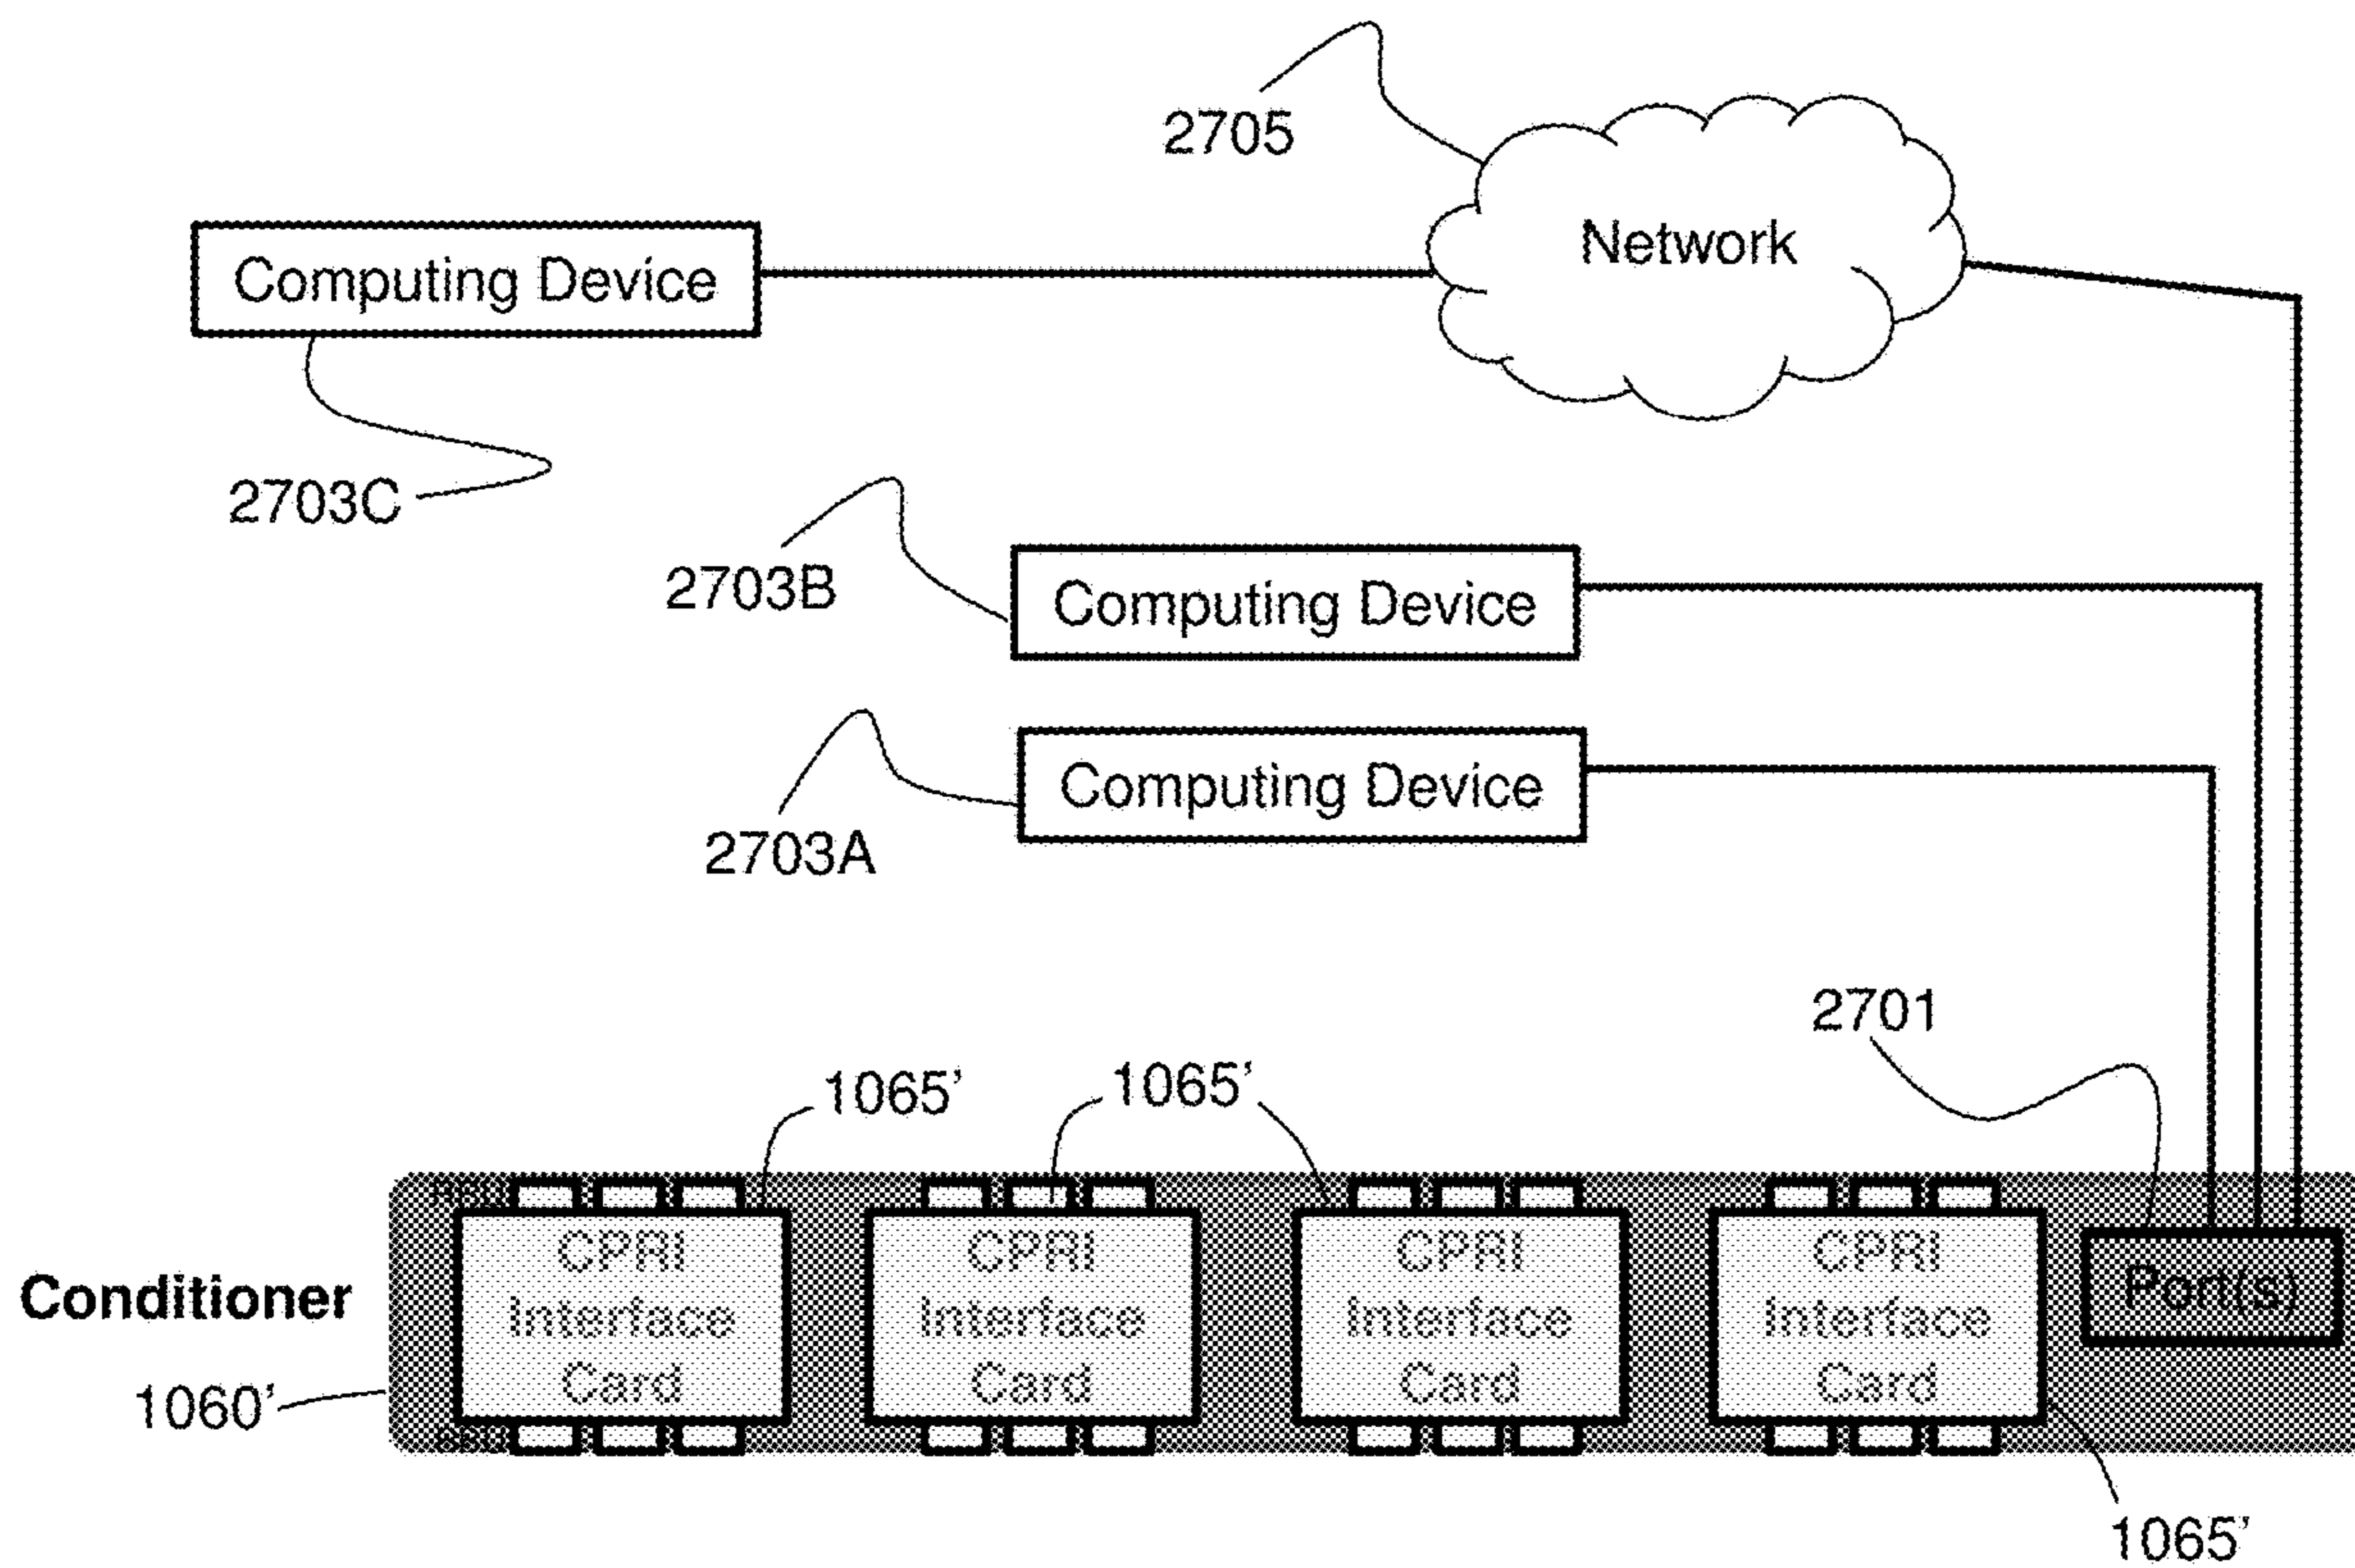 2705
Network
Computing Device
2703C
2703B
Computing Device
Computing Device
2703A
2701
1065’
1065’
CPRI
Interface
Card
CPRI
Interface
Card
CPRI
Interface
Card
CPRI
Interface
Card
Port(s)
Conditioner
1060’
1065’